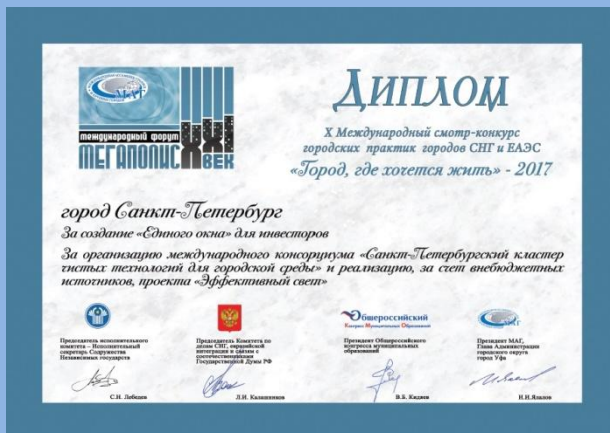 МАГ
международный форум
МЕГАПОЛИС XXI ВЕК
ДИПЛОМ
X Международный смотр-конкурс
городских практик городов СНГ и ЕАЭС
«Город, где хочется жить» - 2017
город Санкт-Петербург
За создание «Единого окна» для инвесторов
За организацию международного консорциума «Санкт-Петербургский кластер
чистых технологий для городской среды» и реализацию, за счет внебюджетных
источников, проекта «Эффективный свет»
Общероссийский
Конгресс Муниципальных Образований
МАГ
Председатель исполнительного
комитета – Исполнительный
секретарь Содружества
Независимых государств
Председатель Комитета по
делам СНГ, евразийской
интеграции и связям с
соотечественниками
Государственной Думы РФ
Президент Общероссийского
конгресса муниципальных
образований
Президент МАГ,
Глава Администрации
городского округа
город Уфа
С.Н. Лебедев
Л.И. Калашников
В.Б. Кидяев
И.И.Ялалов